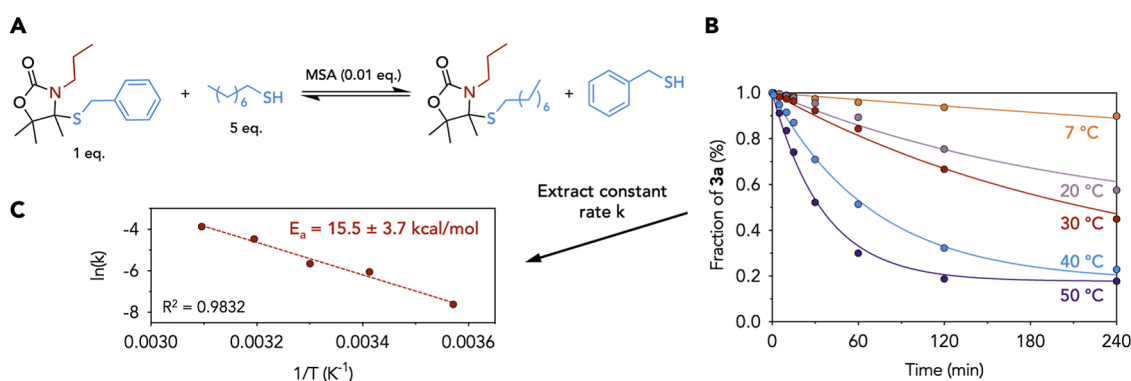 A
O
N
O
S
1 eq.
+
6
SH
5 eq.
MSA (0.01 eq.)
O
N
O
S
6
+
SH
B
Fraction of 3a (%)
1.0
0.8
0.6
0.4
0.2
0.0
7 °C
20 °C
30 °C
40 °C
50 °C
0
60
120
180
240
Time (min)
Extract constant
rate k
C
ln(k)
-4
-6
-8
Ea = 15.5 ± 3.7 kcal/mol
R² = 0.9832
0.0030
0.0032
0.0034
0.0036
1/T (K⁻¹)